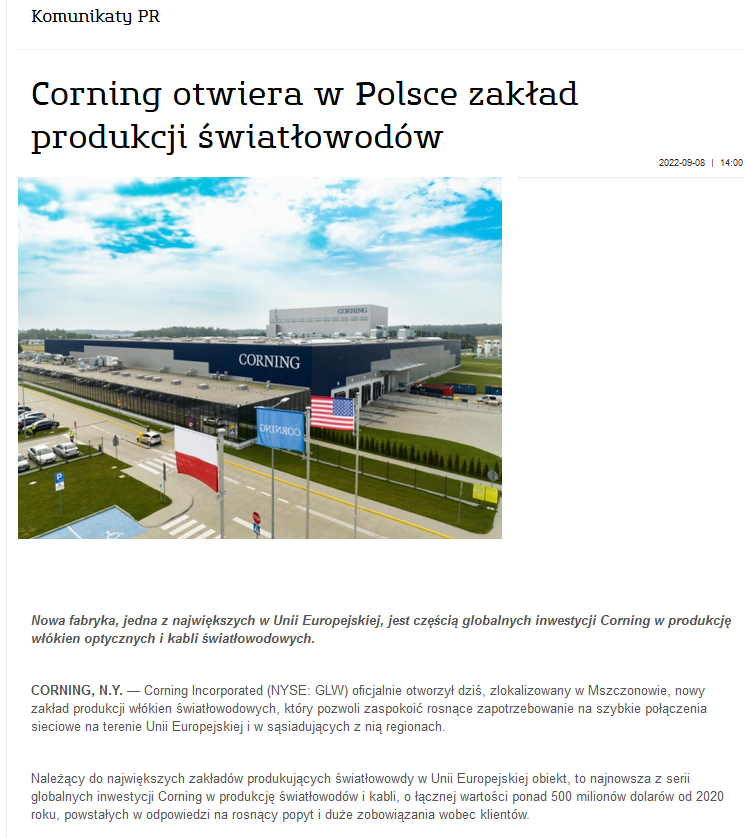 Komunikaty PR
Corning otwiera w Polsce zakład
produkcji światłowodów
2022-09-08 | 14:00
CORNING
CORNING
CORNING
P
Nowa fabryka, jedna z największych w Unii Europejskiej, jest częścią globalnych inwestycji Corning w produkcję
włókien optycznych i kabli światłowodowych.
CORNING, N.Y. — Corning Incorporated (NYSE: GLW) oficjalnie otworzył dziś, zlokalizowany w Mszczonowie, nowy
zakład produkcji włókien światłowodowych, który pozwoli zaspokoić rosnące zapotrzebowanie na szybkie połączenia
sieciowe na terenie Unii Europejskiej i w sąsiadujących z nią regionach.
Należący do największych zakładów produkujących światłowowdy w Unii Europejskiej obiekt, to najnowsza z serii
globalnych inwestycji Corning w produkcję światłowodów i kabli, o łącznej wartości ponad 500 milionów dolarów od 2020
roku, powstałych w odpowiedzi na rosnący popyt i duże zobowiązania wobec klientów.